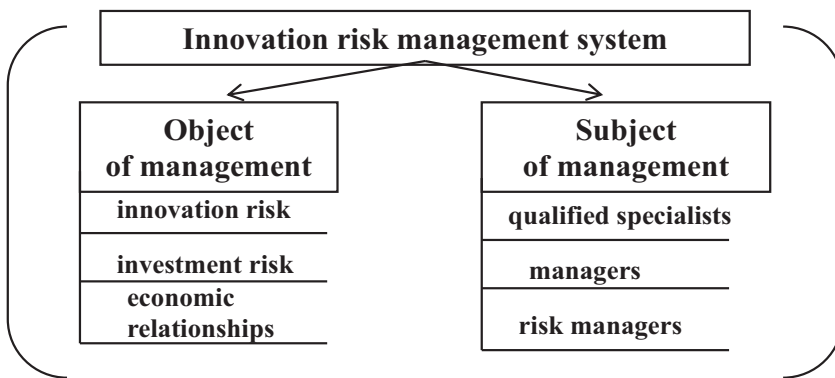 Innovation risk management system
Object
of management
innovation risk
investment risk
economic
relationships
Subject
of management
qualified specialists
managers
risk managers